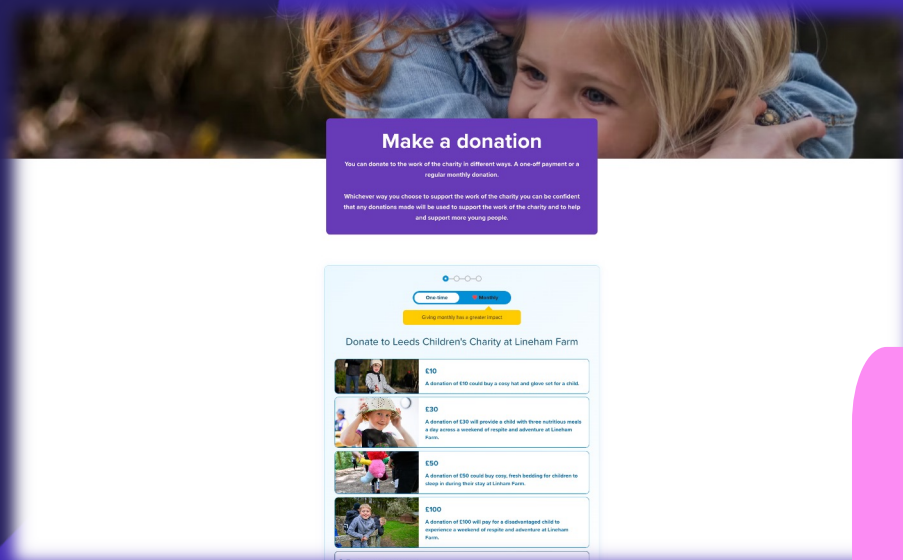 Make a donation
You can donate to the work of the charity in different ways. A one-off payment or a
regular monthly donation.
Whichever way you choose to support the work of the charity you can be confident
that any donations made will be used to support the work of the charity and to help
and support more young people.
One-time
Monthly
Giving monthly has a greater impact
Donate to Leeds Children's Charity at Lineham Farm
£10
A donation of £10 could buy a cosy hat and glove set for a child.
£30
A donation of £30 will provide a child with three nutritious meals
a day across a weekend of respite and adventure at Lineham
Farm.
£50
A donation of £50 could buy cosy, fresh bedding for children to
sleep in during their stay at Linham Farm.
£100
A donation of £100 will pay for a disadvantaged child to
experience a weekend of respite and adventure at Lineham
Farm.